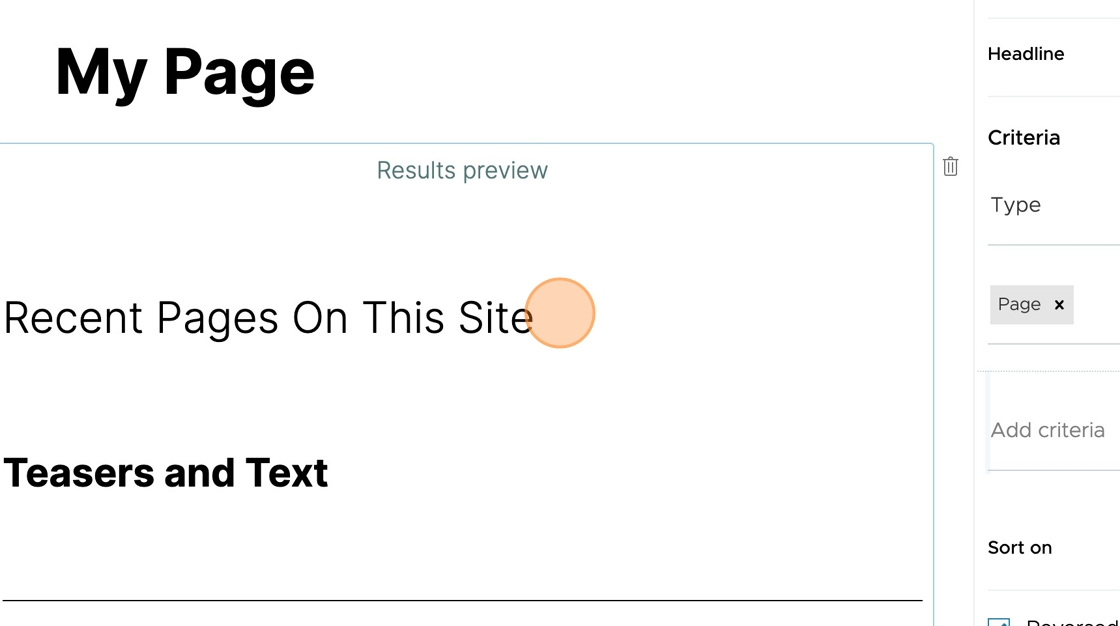 My Page
Results preview
Recent Pages On This Site
Teasers and Text
Headline
Criteria
Type
Page ×
Add criteria
Sort on
Reversed